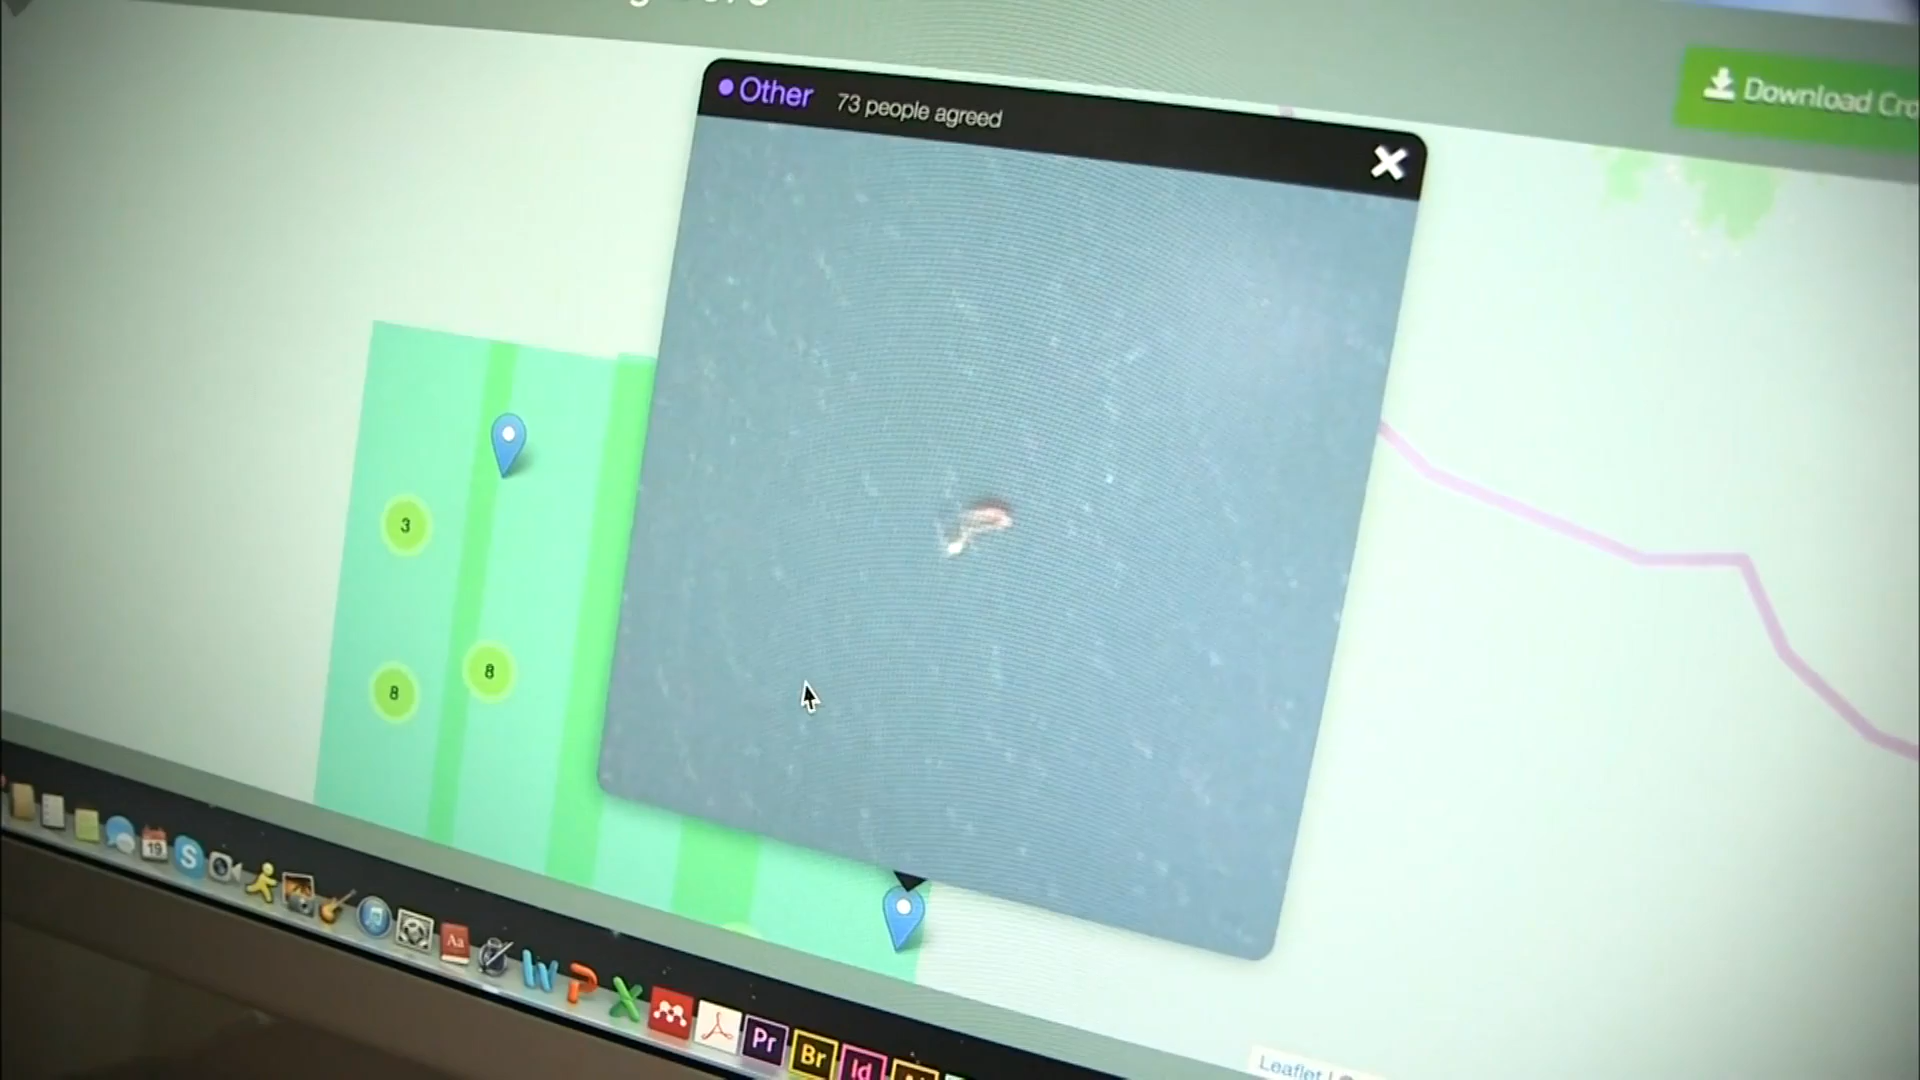 Other 73 people agreed
Download Cro
3
8
8
19
S
Aa
W
P
X
Pr
Br
Id
Leaflet